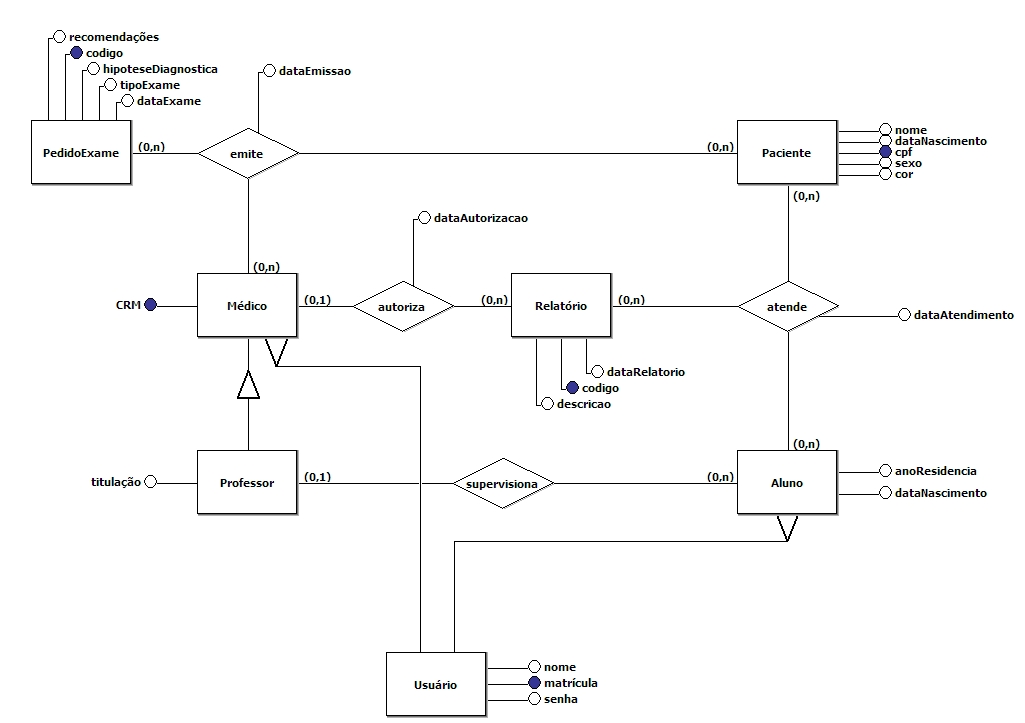 recomendações
codigo
hipoteseDiagnostica
tipoExame
dataExame
dataEmissao
PedidoExame
(0,n)
emite
(0,n)
Paciente
nome
dataNascimento
cpf
sexo
cor
(0,n)
dataAutorizacao
(0,n)
CRM
Médico
(0,1)
autoriza
(0,n)
Relatório
(0,n)
atende
dataAtendimento
dataRelatorio
codigo
descricao
(0,n)
titulação
Professor
(0,1)
supervisiona
(0,n)
Aluno
anoResidencia
dataNascimento
Usuário
nome
matrícula
senha